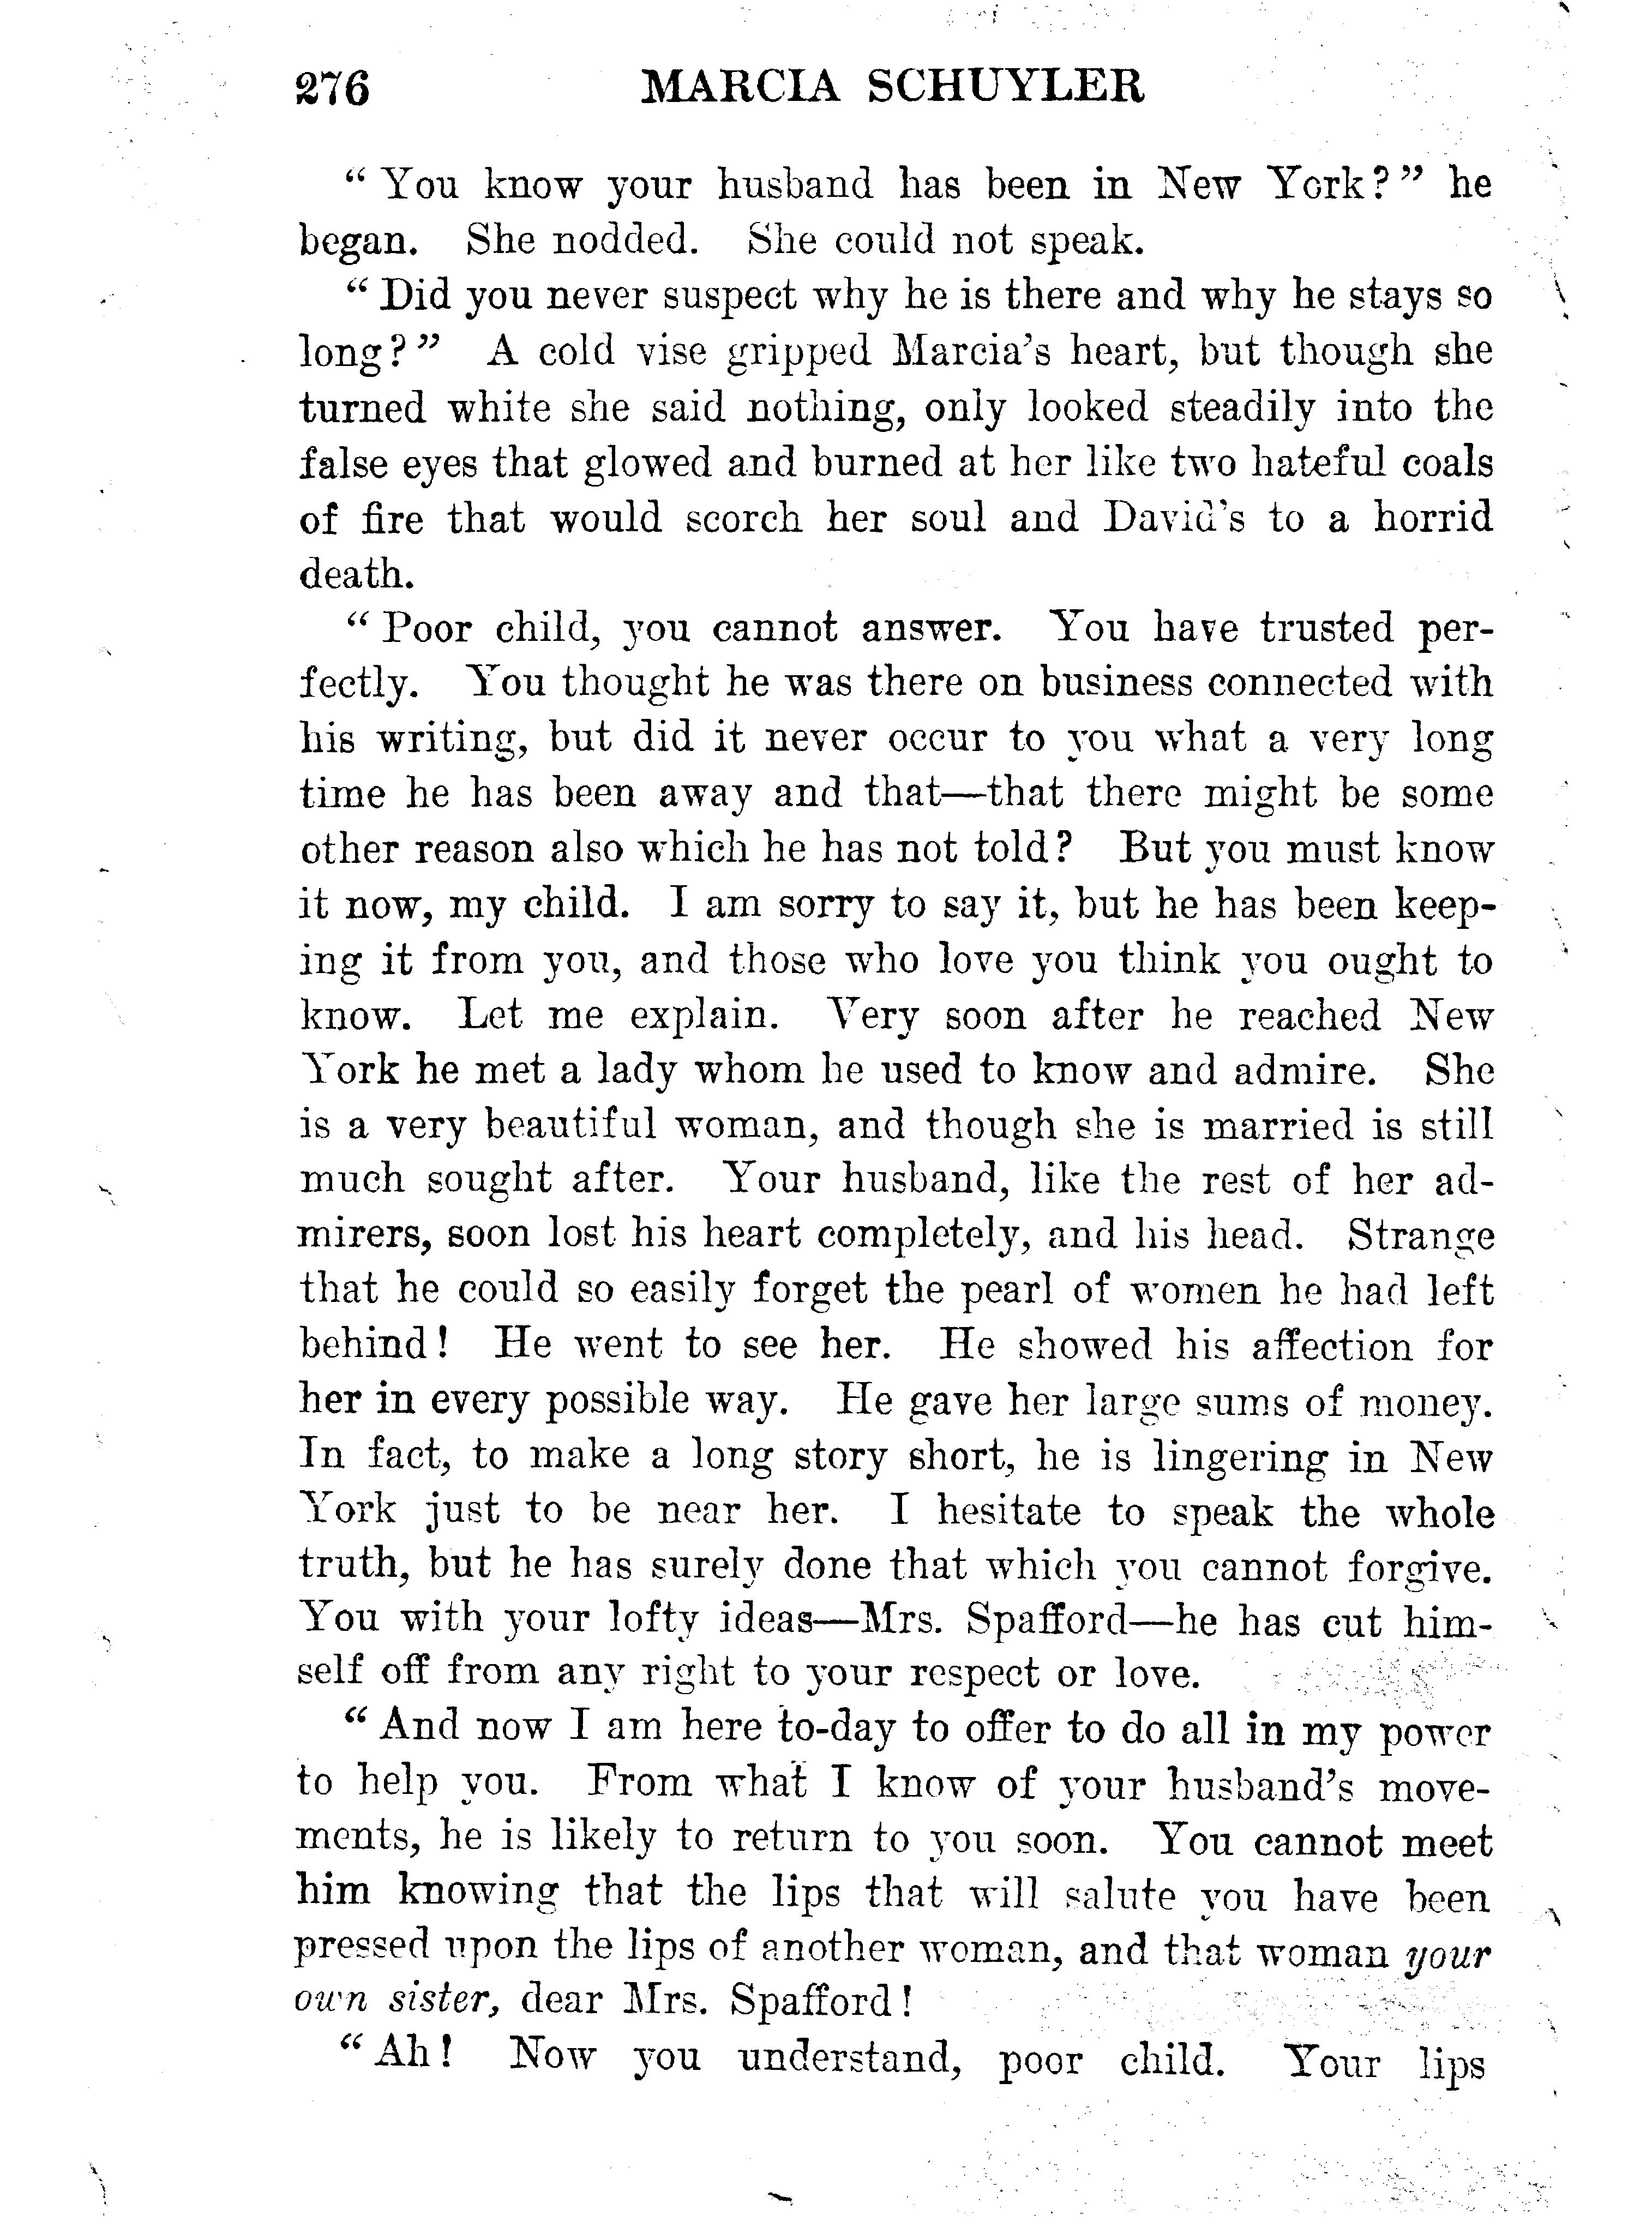 276 MARCIA SCHUYLER
“ You know your husband has been in New York? ” he
began. She nodded. She could not speak.
“ Did you never suspect why he is there and why he stays so
long? ” A cold vise gripped Marcia’s heart, but though she
turned white she said nothing, only looked steadily into the
false eyes that glowed and burned at her like two hateful coals
of fire that would scorch her soul and David’s to a horrid
death.
“ Poor child, you cannot answer. You have trusted per-
fectly. You thought he was there on business connected with
his writing, but did it never occur to you what a very long
time he has been away and that—that there might be some
other reason also which he has not told? But you must know
it now, my child. I am sorry to say it, but he has been keep-
ing it from you, and those who love you think you ought to
know. Let me explain. Very soon after he reached New
York he met a lady whom he used to know and admire. She
is a very beautiful woman, and though she is married is still
much sought after. Your husband, like the rest of her ad-
mirers, soon lost his heart completely, and his head. Strange
that he could so easily forget the pearl of women he had left
behind! He went to see her. He showed his affection for
her in every possible way. He gave her large sums of money.
In fact, to make a long story short, he is lingering in New
York just to be near her. I hesitate to speak the whole
truth, but he has surely done that which you cannot forgive.
You with your lofty ideas—Mrs. Spafford—he has cut him-
self off from any right to your respect or love.
“ And now I am here to-day to offer to do all in my power
to help you. From what I know of your husband’s move-
ments, he is likely to return to you soon. You cannot meet
him knowing that the lips that will salute you have been
pressed upon the lips of another woman, and that woman your
own sister, dear Mrs. Spafford!
“ Ah! Now you understand, poor child. Your lips